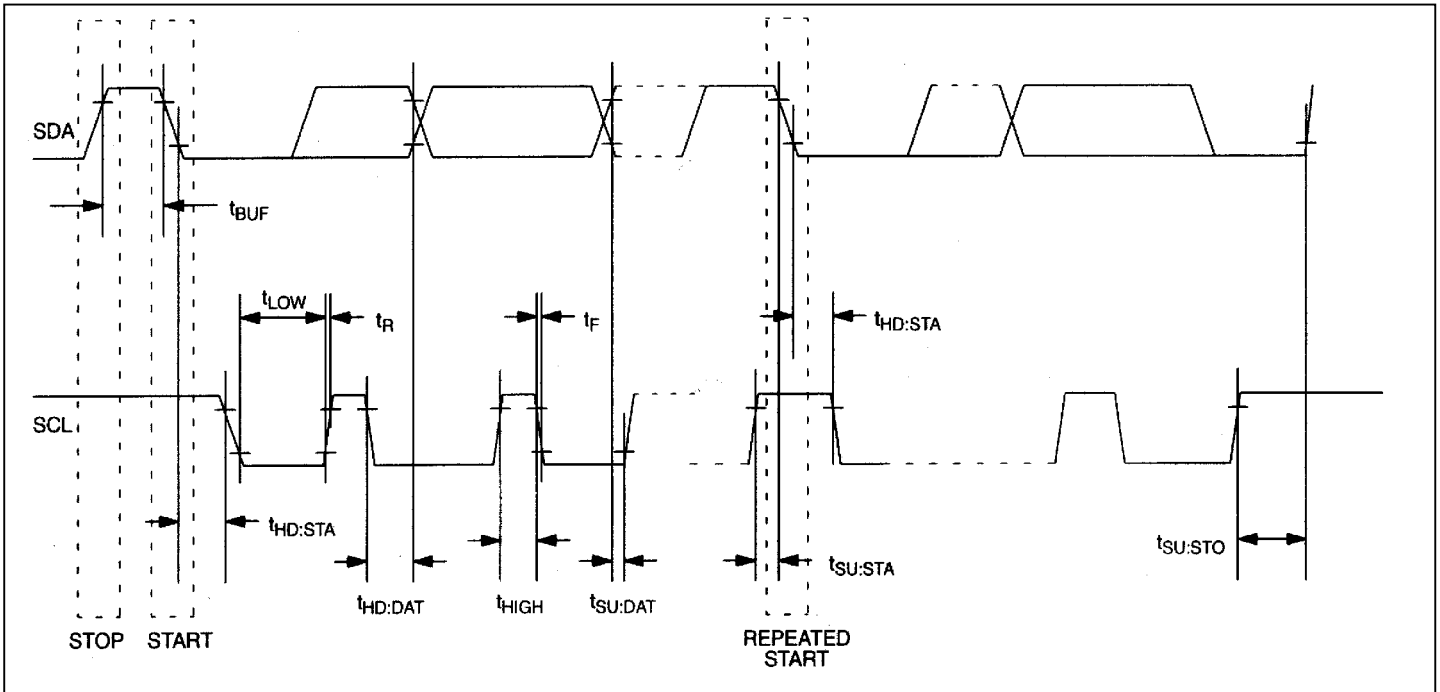 SDA
tBUF
tLOW
tR
tF
tHD:STA
SCL
tHD:STA
tHD:DAT
tHIGH
tSU:DAT
tSU:STA
tSU:STO
STOP
START
REPEATED
START